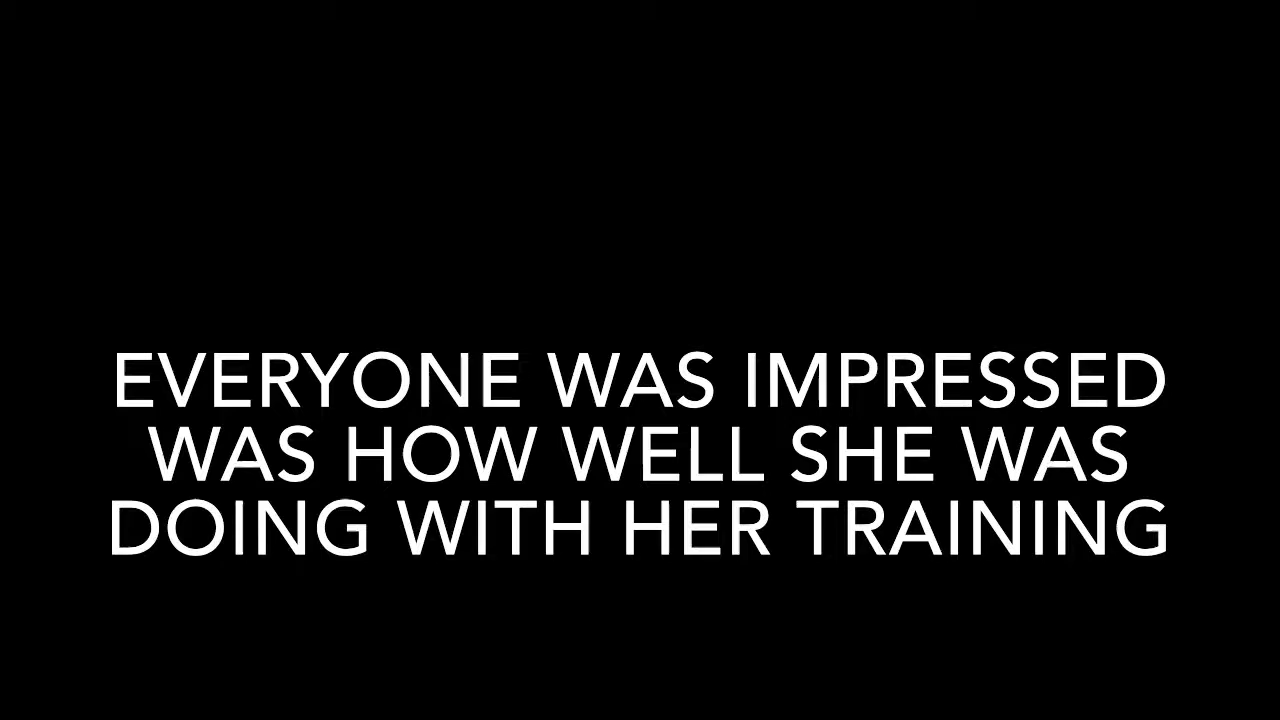 EVERYONE WAS IMPRESSED
WAS HOW WELL SHE WAS
DOING WITH HER TRAINING